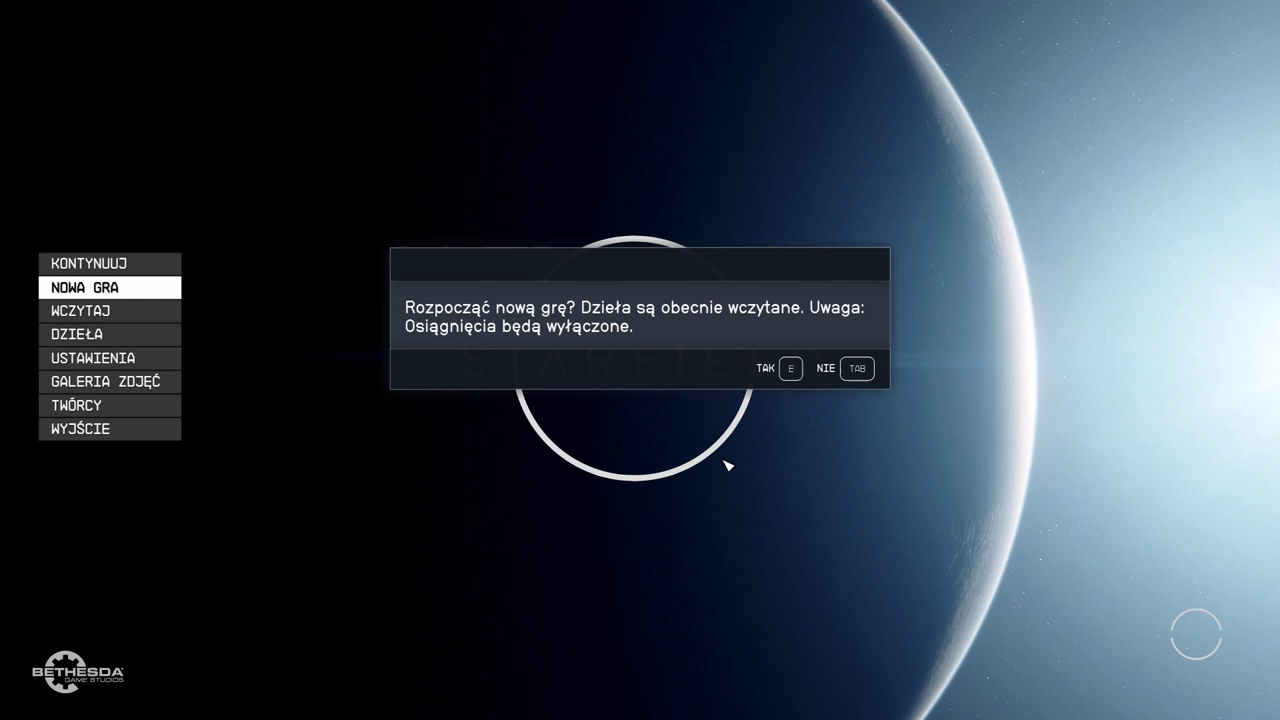 KONTYNUUJ
NOWA GRA
WCZYTAJ
DZIEŁA
USTAWIENIA
GALERIA ZDJĘĆ
TWÓRCY
WYJŚCIE
Rozpocząć nową grę? Dzieła są obecnie wczytane. Uwaga:
Osiągnięcia będą wyłączone.
TAK E NIE TAB
BETHESDA
GAME STUDIOS